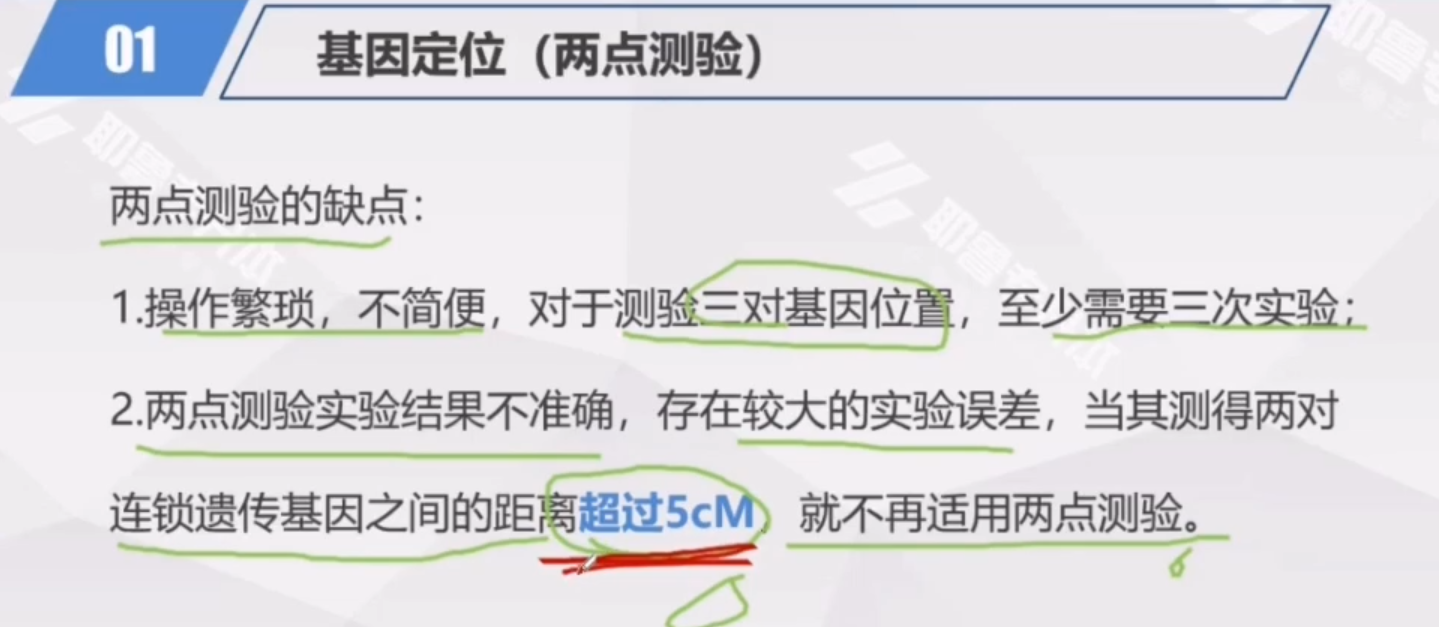 01
基因定位（两点测验）
两点测验的缺点：
1.操作繁琐，不简便，对于测验三对基因位置，至少需要三次实验；
2.两点测验实验结果不准确，存在较大的实验误差，当其测得两对
连锁遗传基因之间的距离超过5cM，就不再适用两点测验。